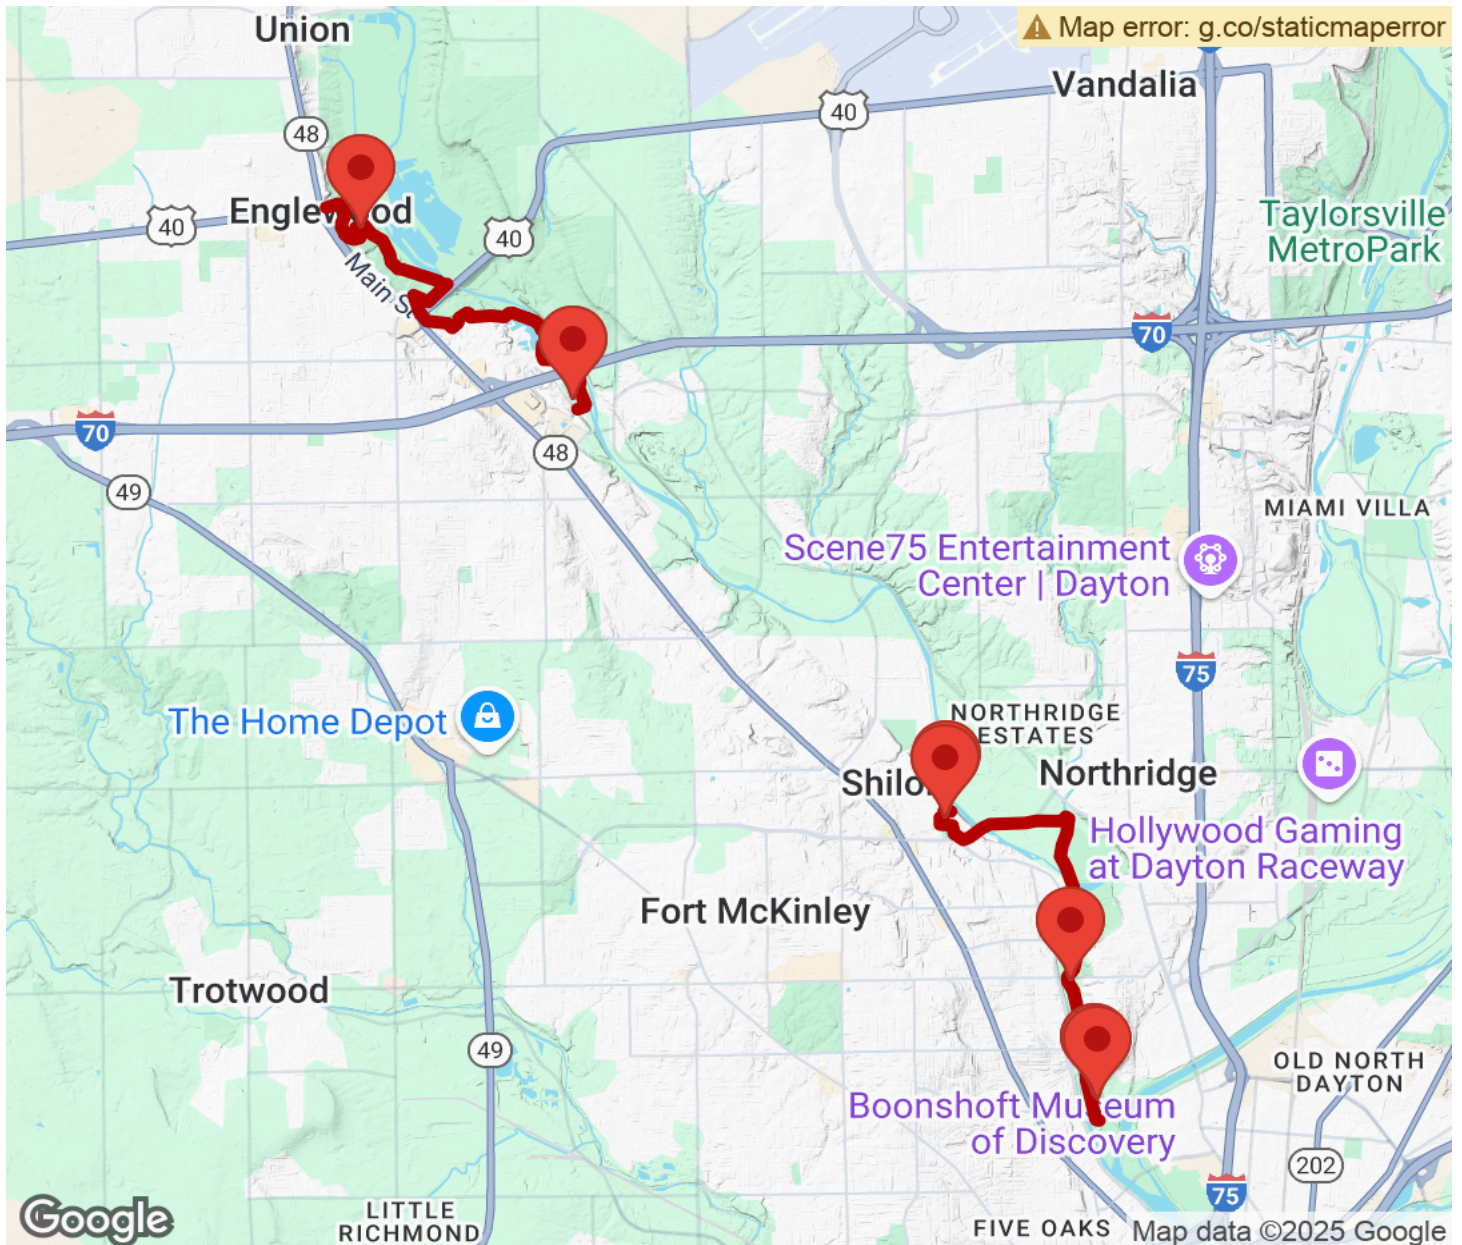 Union
Map error: g.co/staticmaperror
Vandalia
40
48
40
Englewood
40
Taylorsville
MetroPark
Main St
70
70
48
49
MIAMI VILLA
Scene75 Entertainment
Center | Dayton
75
The Home Depot
NORTHRIDGE
ESTATES
Northridge
Shiloh
Hollywood Gaming
at Dayton Raceway
Fort McKinley
Trotwood
49
OLD NORTH
DAYTON
Boonshoft Museum
of Discovery
202
75
LITTLE
RICHMOND
FIVE OAKS
Google
Map data ©2025 Google